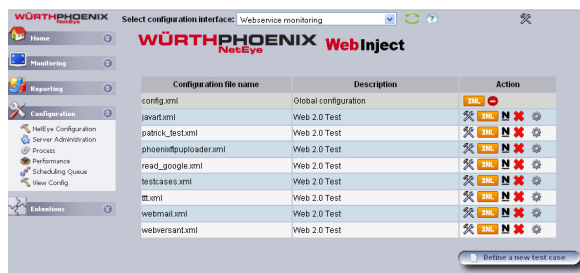 WÜRTHPHOENIX
NetEye
Select configuration interface: Webservice monitoring
Home
Monitoring
Reporting
Configuration
NetEye Configuration
Server Administration
Process
Performance
Scheduling Queue
View Config
Extentions
WÜRTHPHOENIX WebInject
NetEye
Configuration file name Description Action
config.xml Global configuration XML
javart.xml Web 2.0 Test XML N
patrick_test.xml Web 2.0 Test XML N
phoenixftpuploader.xml Web 2.0 Test XML N
read_google.xml Web 2.0 Test XML N
testcases.xml Web 2.0 Test XML N
ttt.xml Web 2.0 Test XML N
webmail.xml Web 2.0 Test XML N
webversant.xml Web 2.0 Test XML N
Define a new test case